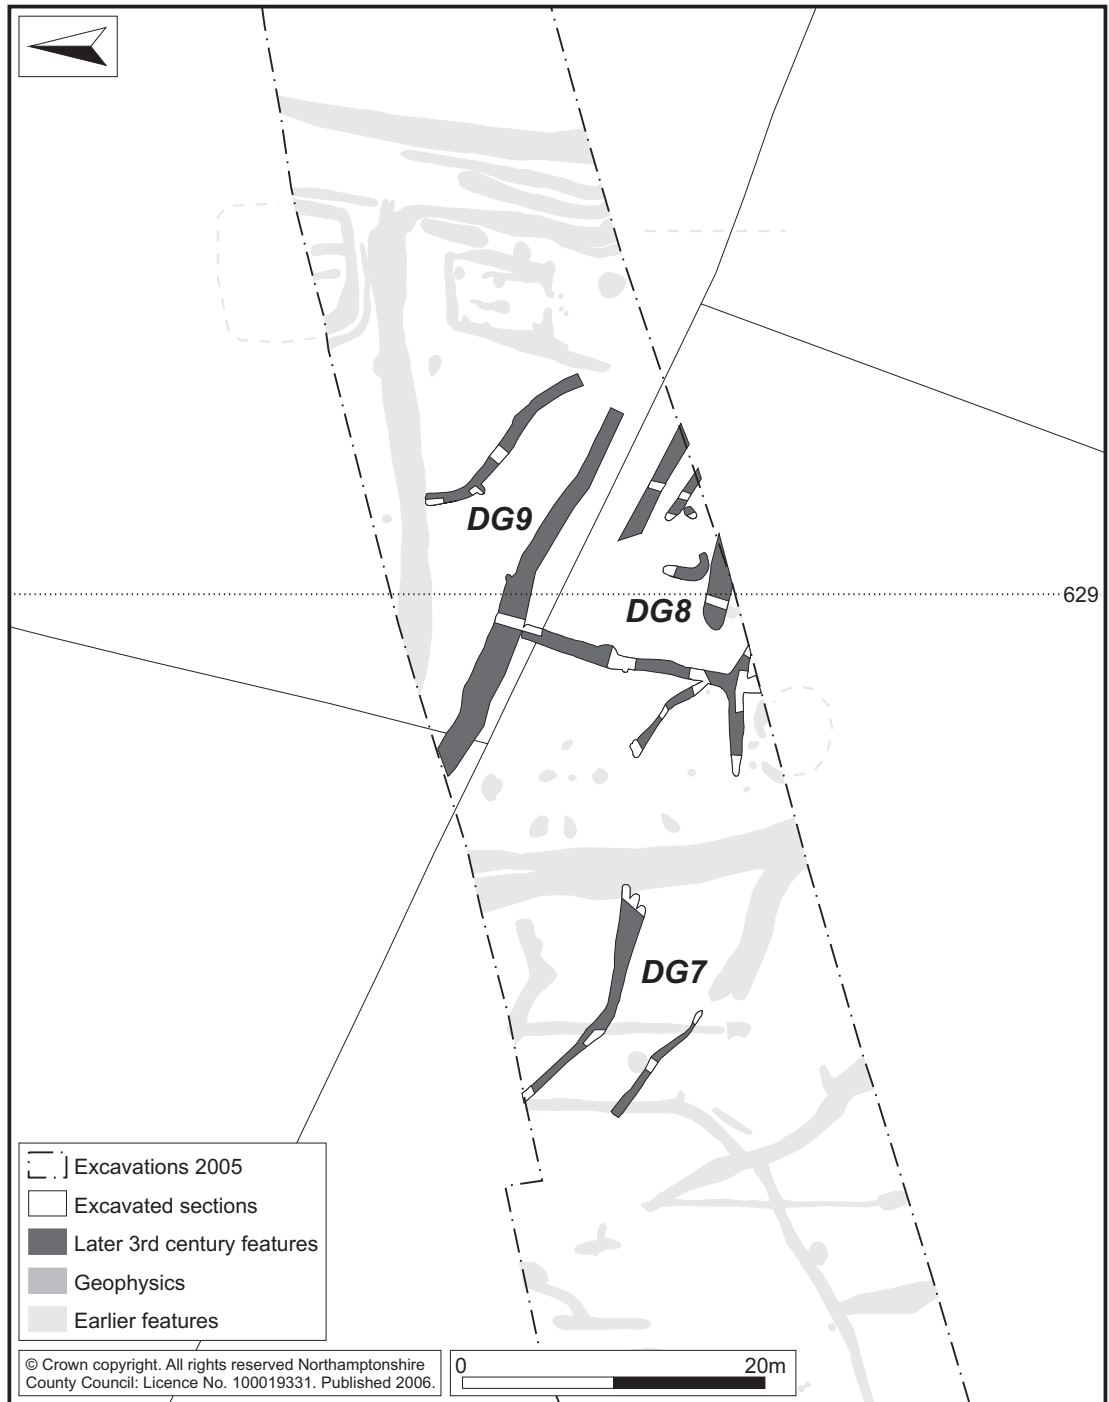 DG9
629
DG8
DG7
Excavations 2005
Excavated sections
Later 3rd century features
Geophysics
Earlier features
© Crown copyright. All rights reserved Northamptonshire
County Council: Licence No. 100019331. Published 2006.
0 20m